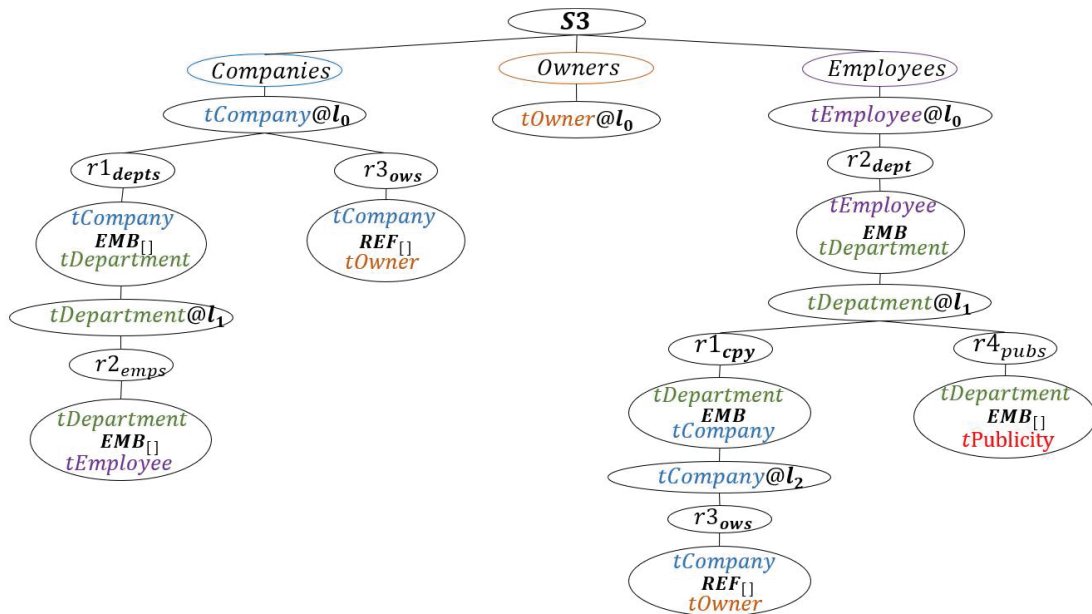 S3
Companies
Owners
Employees
tCompany@l₀
tOwner@l₀
tEmployee@l₀
r1depts
r3ows
r2dept
tCompany
EMB[]
tDepartment
tCompany
REF[]
tOwner
tEmployee
EMB
tDepartment
tDepartment@l₁
tDepatment@l₁
r2emps
r1cpy
r4pubs
tDepartment
EMB[]
tEmployee
tDepartment
EMB
tCompany
tDepartment
EMB[]
tPublicity
tCompany@l₂
r3ows
tCompany
REF[]
tOwner